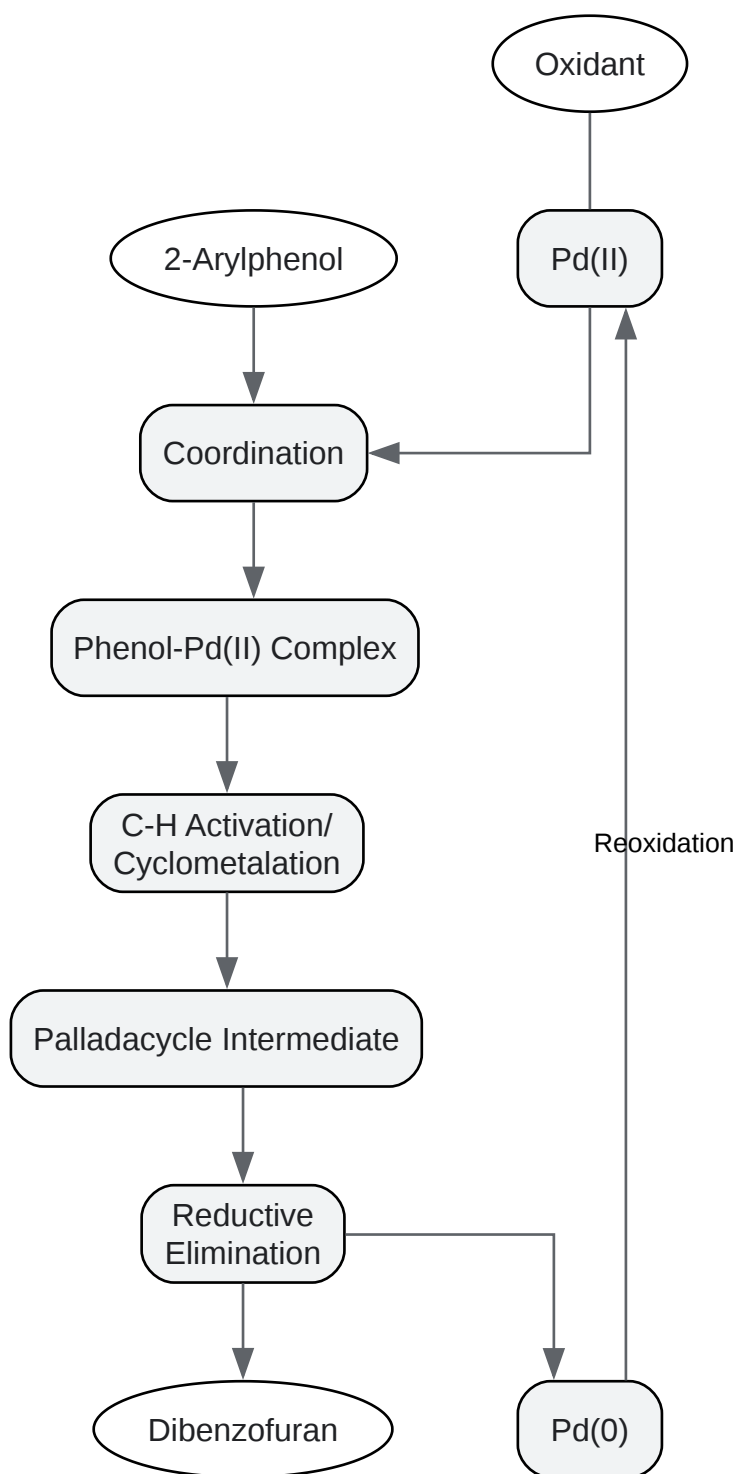 Oxidant
2-Arylphenol
Pd(II)
Coordination
Phenol-Pd(II) Complex
C-H Activation/
Cyclometalation
Reoxidation
Palladacycle Intermediate
Reductive
Elimination
Dibenzofuran
Pd(0)